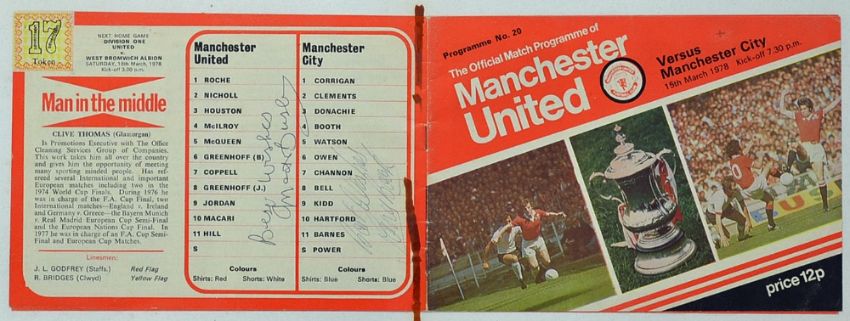 17
Token
NEXT HOME GAME
DIVISION ONE
UNITED
v.
WEST BROMWICH ALBION
SATURDAY, 18th March, 1978
Kick-off 3.00 p.m.
Man in the middle
CLIVE THOMAS (Glamorgan)
Is Promotions Executive with The Office
Cleaning Services Group of Companies.
This work takes him all over the country
and gives him the opportunity of meeting
many sporting minded people. Has ref-
ereed several International and important
European matches including two in the
1974 World Cup Finals. During 1976 he
was in charge of the F.A. Cup Final, two
International matches—England v. Ireland
and Germany v. Greece—the Bayern Munich
v. Real Madrid European Cup Semi-Final
and the European Nations Cup Final. In
1977 he was in charge of an F.A. Cup Semi
Final and European Cup Matches.
Linesmen:
J. L. GODFREY (Staffs.) Red Flag
R. BRIDGES (Clwyd) Yellow Flag
Manchester
United
1 ROCHE
2 NICHOLL
3 HOUSTON
4 McILROY
5 McQUEEN
6 GREENHOFF (B)
7 COPPELL
8 GREENHOFF (J.)
9 JORDAN
10 MACARI
11 HILL
S
Colours
Shirts: Red Shorts: White
Best Wishes
Matt Busby
Manchester
City
1 CORRIGAN
2 CLEMENTS
3 DONACHIE
4 BOOTH
5 WATSON
6 OWEN
7 CHANNON
8 BELL
9 KIDD
10 HARTFORD
11 BARNES
S POWER
Colours
Shirts: Blue Shorts: Blue
Programme No. 20
The Official Match Programme of
Manchester
United
Versus
Manchester City
15th March 1978 Kick-off 7.30 p.m.
10
price 12p